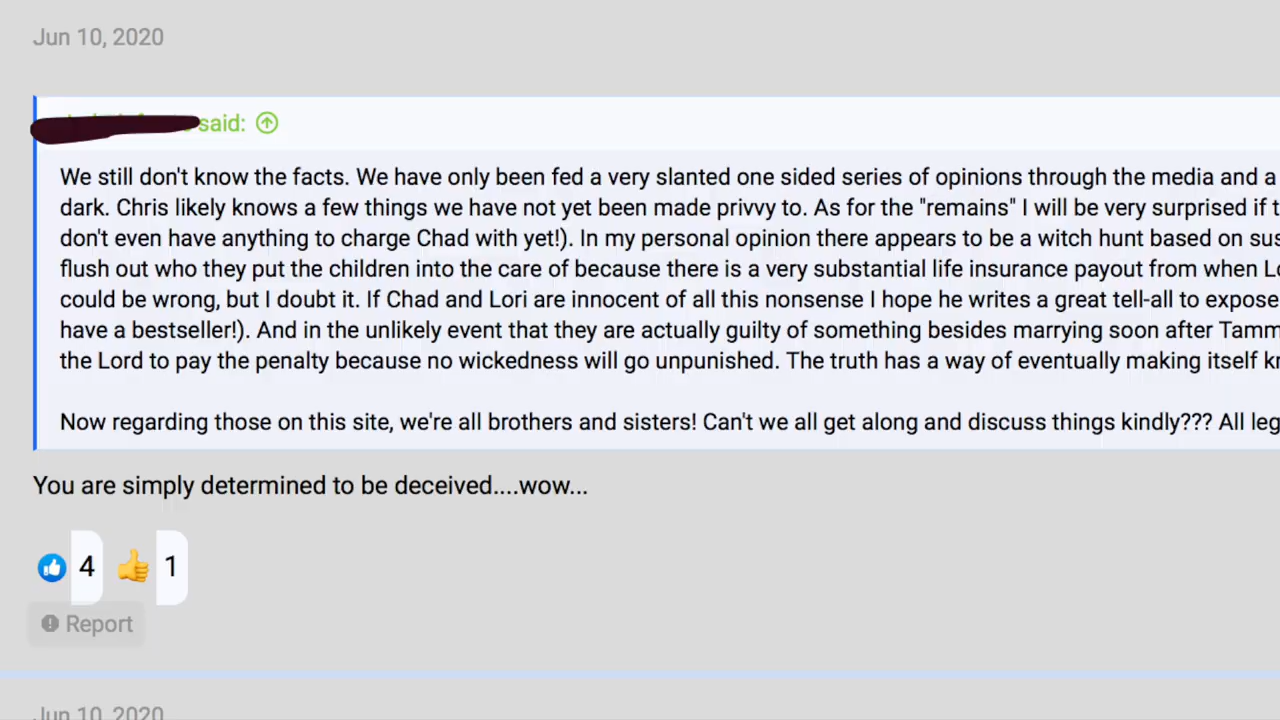 Jun 10, 2020
said:
We still don't know the facts. We have only been fed a very slanted one sided series of opinions through the media and a
dark. Chris likely knows a few things we have not yet been made privvy to. As for the "remains" I will be very surprised if
don't even have anything to charge Chad with yet!). In my personal opinion there appears to be a witch hunt based on
flush out who they put the children into the care of because there is a very substantial life insurance payout from when
could be wrong, but I doubt it. If Chad and Lori are innocent of all this nonsense I hope he writes a great tell-all to expose
have a bestseller!). And in the unlikely event that they are actually guilty of something besides marrying soon after
the Lord to pay the penalty because no wickedness will go unpunished. The truth has a way of eventually making itself
Now regarding those on this site, we're all brothers and sisters! Can't we all get along and discuss things kindly??? All
You are simply determined to be deceived....wow...
4 1
Report
Jun 10, 2020